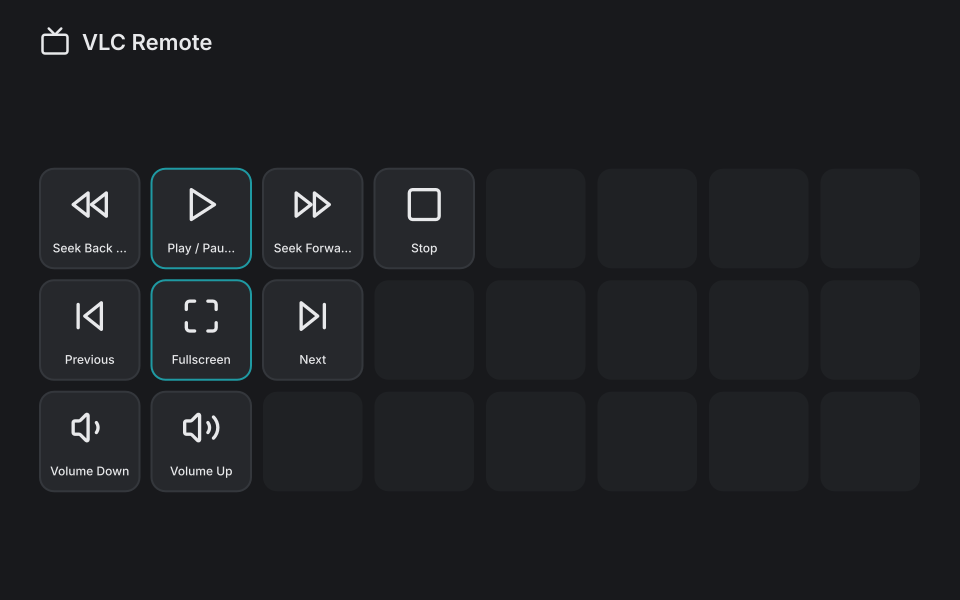 VLC Remote
Seek Back ...
Play / Pau...
Seek Forwa...
Stop
Previous
Fullscreen
Next
Volume Down
Volume Up